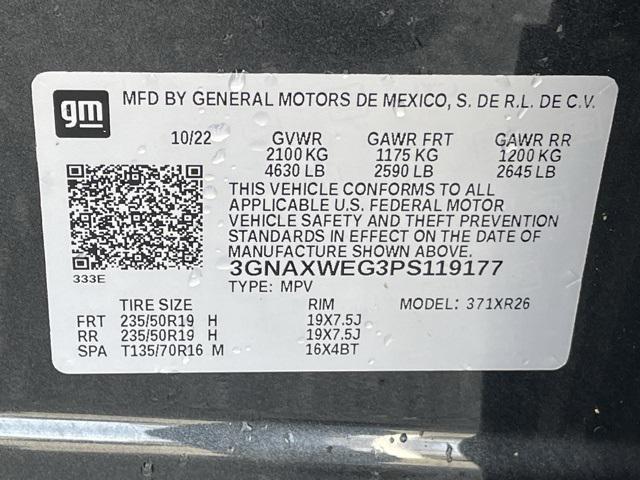 gm
MFD BY GENERAL MOTORS DE MEXICO, S. DE R.L. DE C.V.
10/22 GVWR GAWR FRT GAWR RR
2100 KG 1175 KG 1200 KG
4630 LB 2590 LB 2645 LB
THIS VEHICLE CONFORMS TO ALL
APPLICABLE U.S. FEDERAL MOTOR
VEHICLE SAFETY AND THEFT PREVENTION
STANDARDS IN EFFECT ON THE DATE OF
MANUFACTURE SHOWN ABOVE.
333E 3GNAXWEG3PS119177
TYPE: MPV
TIRE SIZE RIM MODEL: 371XR26
FRT 235/50R19 H 19X7.5J
RR 235/50R19 H 19X7.5J
SPA T135/70R16 M 16X4BT